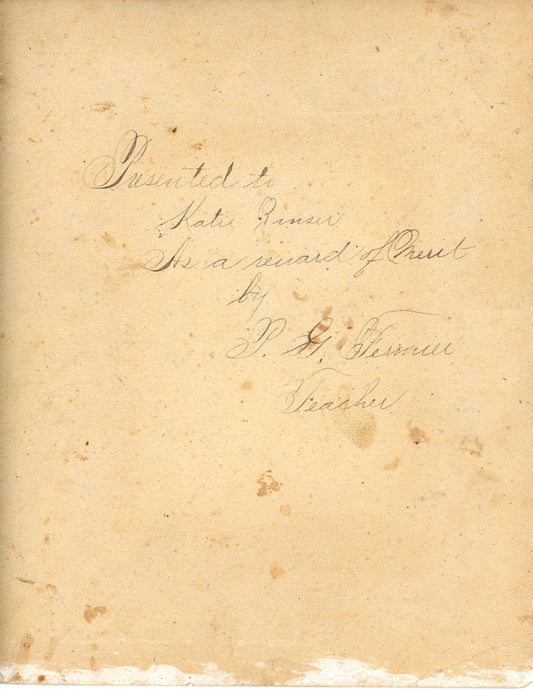 Presented to
Katie Zinser
As a reward of Merit
by
P. G.
Teacher